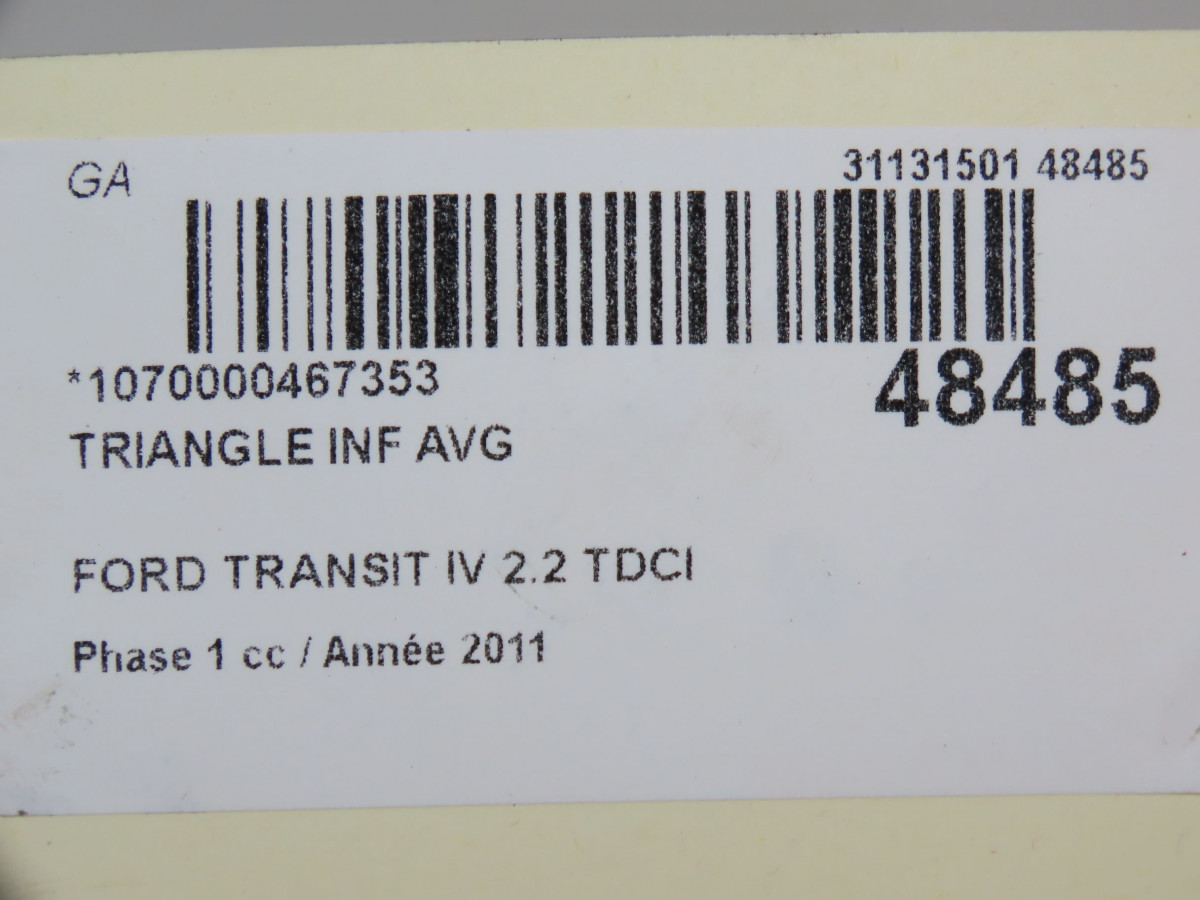 GA
31131501 48485
*1070000467353
48485
TRIANGLE INF AVG
FORD TRANSIT IV 2.2 TDCI
Phase 1 cc / Année 2011